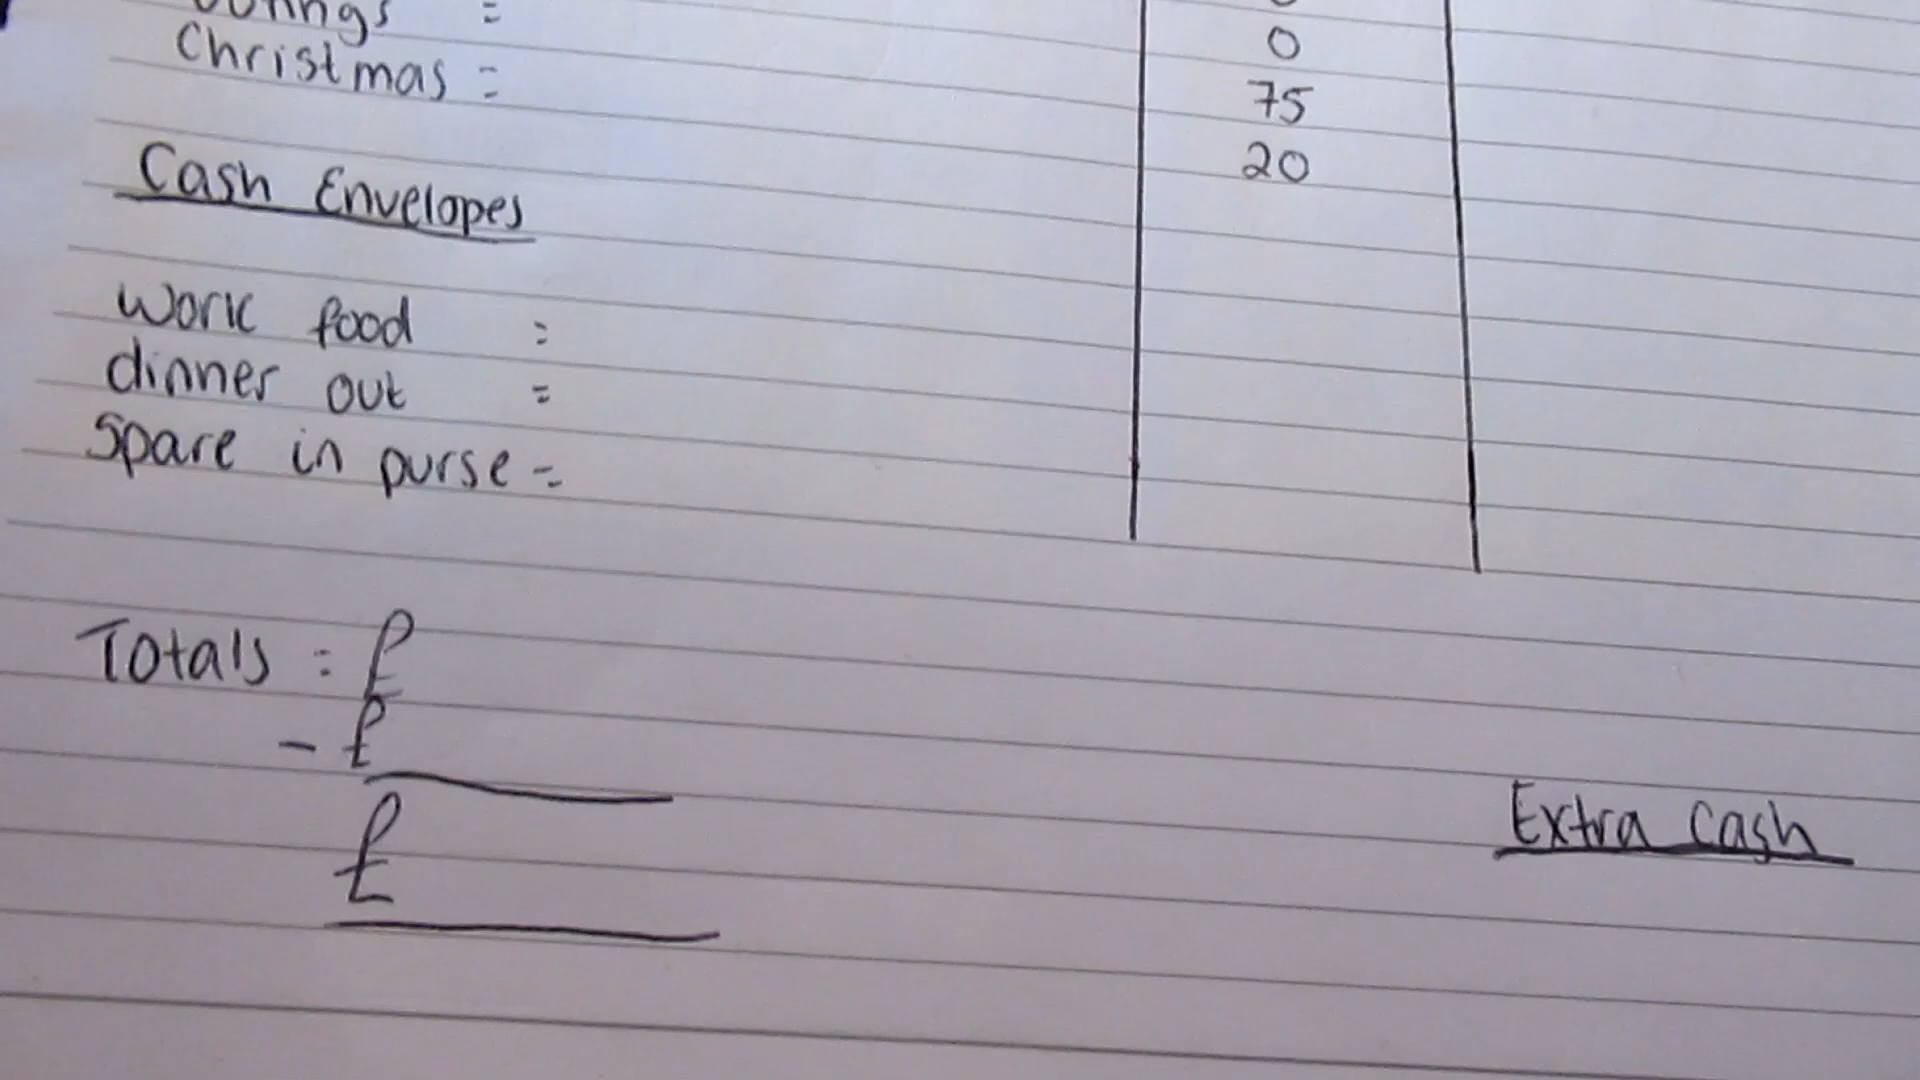 =
Christmas =
0
75
20
Cash Envelopes
Work food =
dinner out =
Spare in purse =
Totals : £
- £
£
Extra Cash